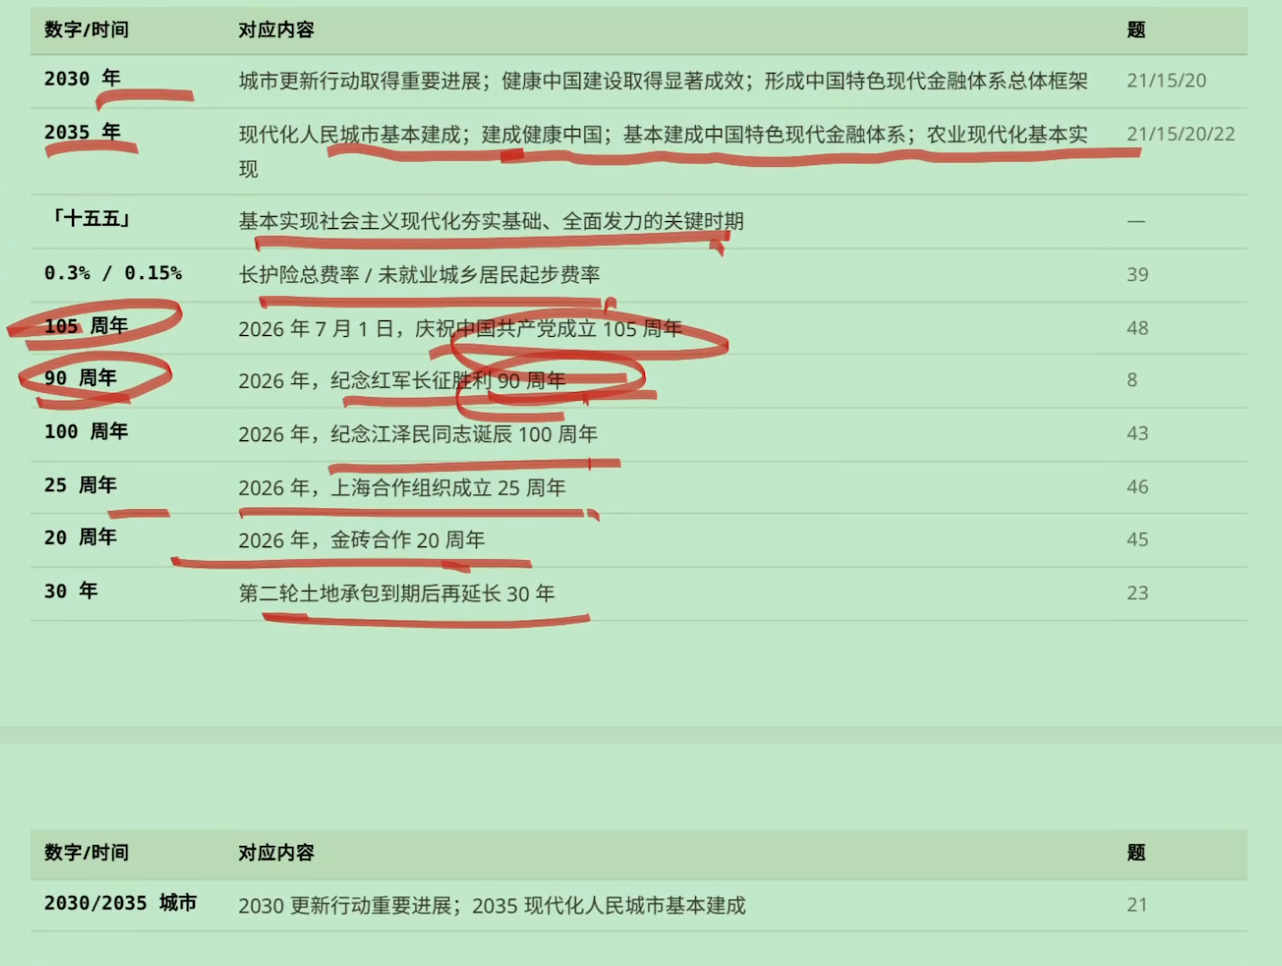 数字/时间 对应内容 题
2030 年 城市更新行动取得重要进展；健康中国建设取得显著成效；形成中国特色现代金融体系总体框架 21/15/20
2035 年 现代化人民城市基本建成；建成健康中国；基本建成中国特色现代金融体系；农业现代化基本实 21/15/20/22
现
「十五五」 基本实现社会主义现代化夯实基础、全面发力的关键时期 —
0.3% / 0.15% 长护险总费率 / 未就业城乡居民起步费率 39
105 周年 2026 年 7 月 1 日，庆祝中国共产党成立 105 周年 48
90 周年 2026 年，纪念红军长征胜利 90 周年 8
100 周年 2026 年，纪念江泽民同志诞辰 100 周年 43
25 周年 2026 年，上海合作组织成立 25 周年 46
20 周年 2026 年，金砖合作 20 周年 45
30 年 第二轮土地承包到期后再延长 30 年 23
数字/时间 对应内容 题
2030/2035 城市 2030 更新行动重要进展；2035 现代化人民城市基本建成 21